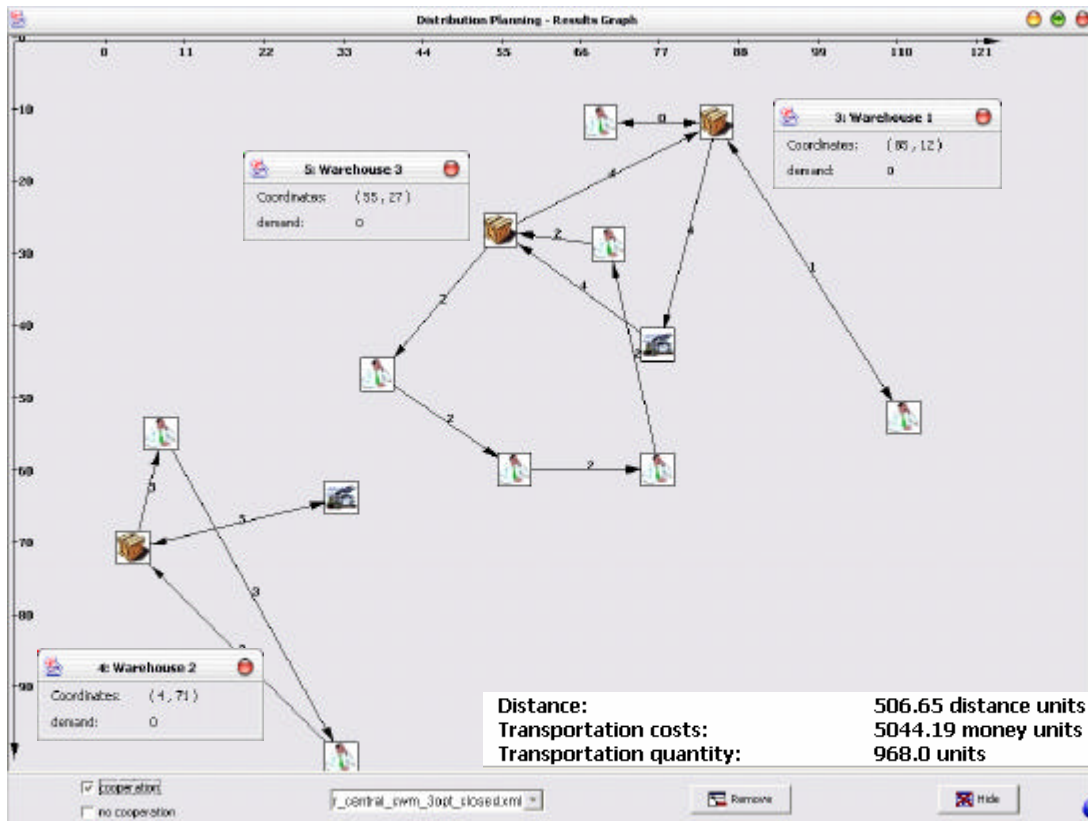 Distribution Planning - Results Graph
0
0 11 22 33 44 55 66 77 88 99 110 121
10
0
3: Warehouse 1
Coordinates: (85,12)
demand: 0
5: Warehouse 3
Coordinates: (55,27)
demand: 0
4
20
2
4
1
30
4
2
40
2
50
2
2
60
3
5
70
3
80
4: Warehouse 2
Coordinates: (4,71)
demand: 0
90
Distance: 506.65 distance units
Transportation costs: 5044.19 money units
Transportation quantity: 968.0 units
cooperation
no cooperation
r_central_swm_3opt_closed.xml
Remove
Hide